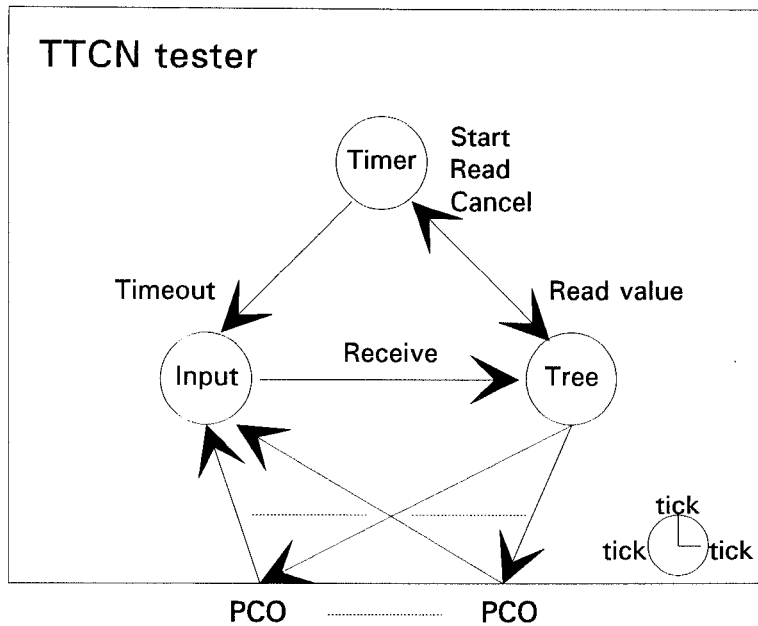 TTCN tester
Timer
Start
Read
Cancel
Timeout
Read value
Input
Receive
Tree
tick
tick
tick
PCO
PCO